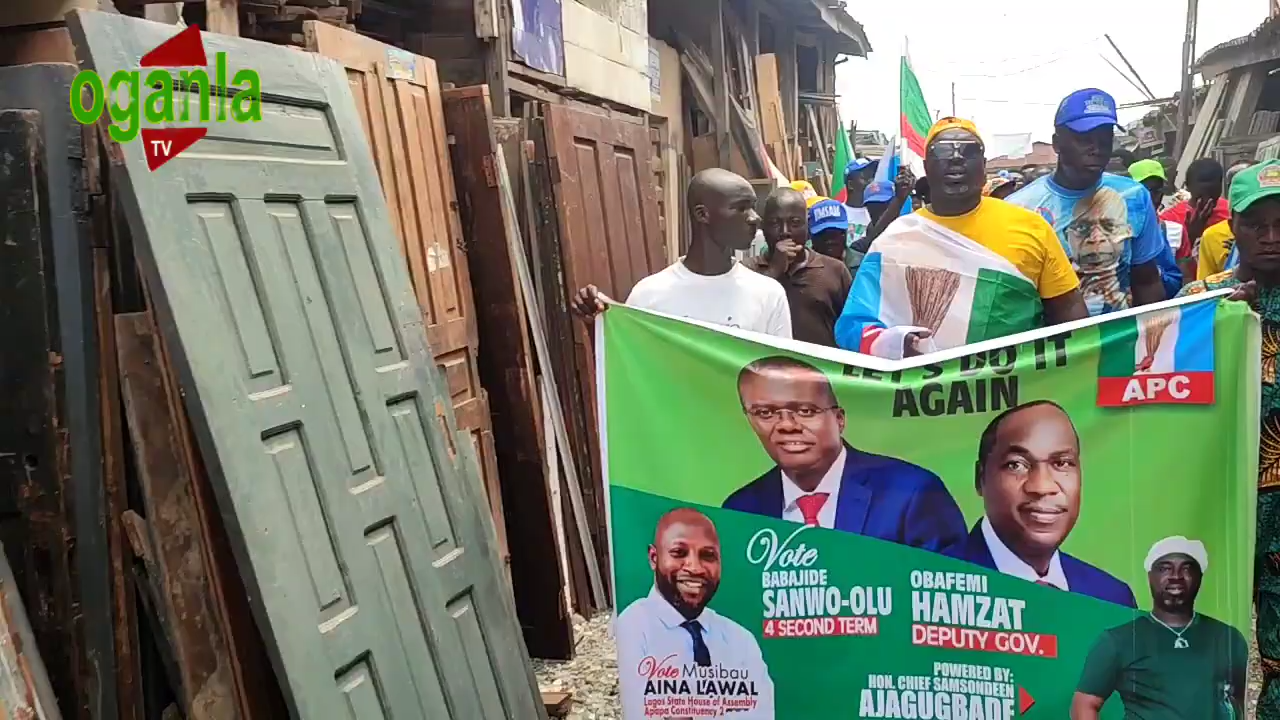 oganla
TV
LET'S DO IT
AGAIN
APC
Vote
BABAJIDE
SANWO-OLU
4 SECOND TERM
OBAFEMI
HAMZAT
DEPUTY GOV.
Vote Musibau
AINA LAWAL
Lagos State House of Assembly
Apapa Constituency 2
POWERED BY:
HON. CHIEF SAMSONDEEN
AJAGUGBADE